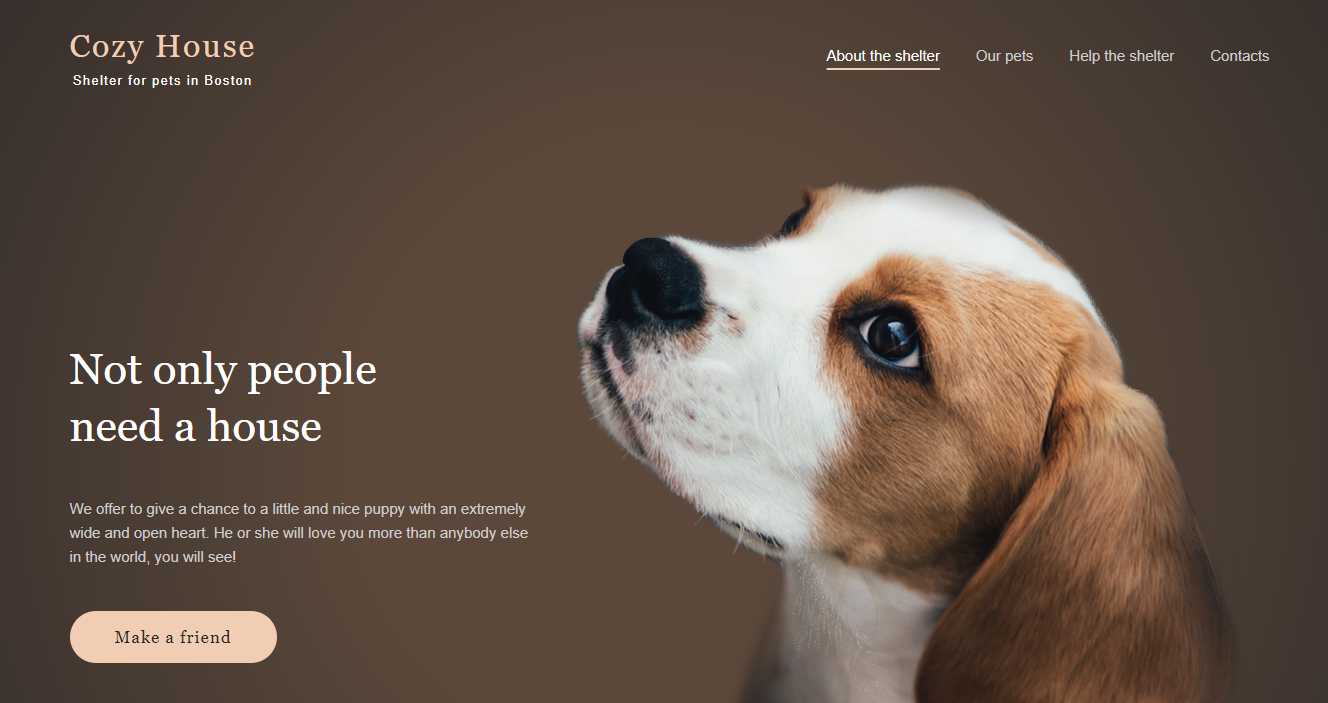 Cozy House
Shelter for pets in Boston
About the shelter
Our pets
Help the shelter
Contacts
Not only people
need a house
We offer to give a chance to a little and nice puppy with an extremely
wide and open heart. He or she will love you more than anybody else
in the world, you will see!
Make a friend